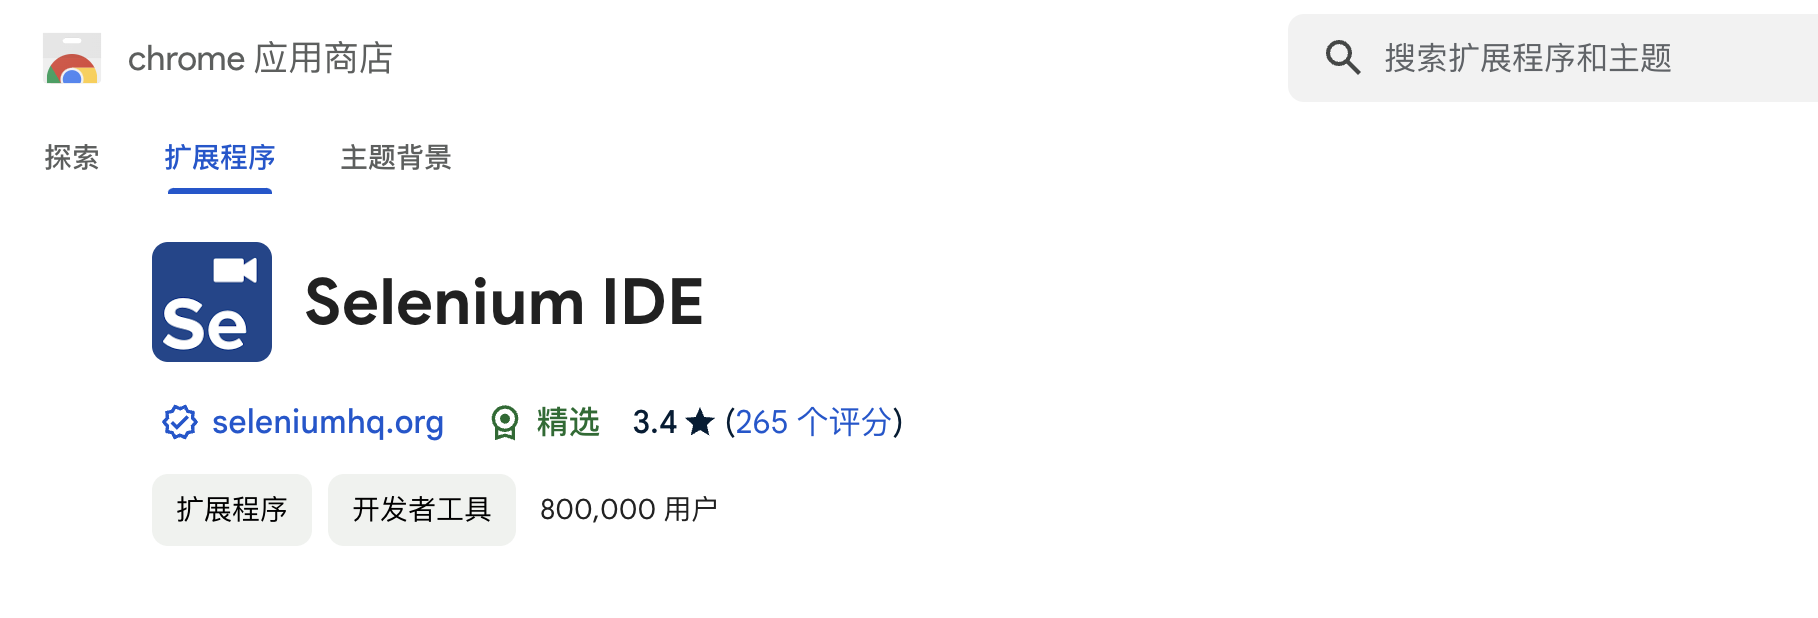 chrome 应用商店
搜索扩展程序和主题
探索 扩展程序 主题背景
Se
Selenium IDE
seleniumhq.org 精选 3.4 ★ (265 个评分)
扩展程序 开发者工具 800,000 用户